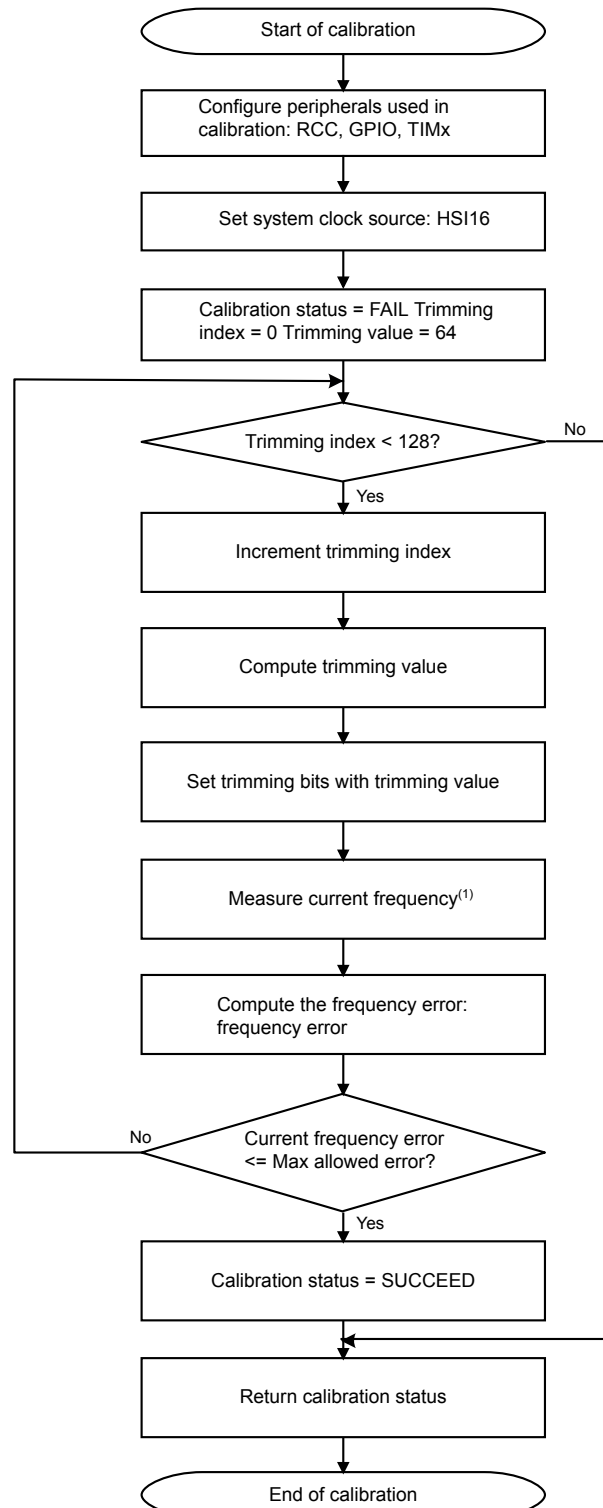 Start of calibration
Configure peripherals used in
calibration: RCC, GPIO, TIMx
Set system clock source: HSI16
Calibration status = FAIL Trimming
index = 0 Trimming value = 64
Trimming index < 128?
No
Yes
Increment trimming index
Compute trimming value
Set trimming bits with trimming value
Measure current frequency(1)
Compute the frequency error:
frequency error
No
Current frequency error
<= Max allowed error?
Yes
Calibration status = SUCCEED
Return calibration status
End of calibration